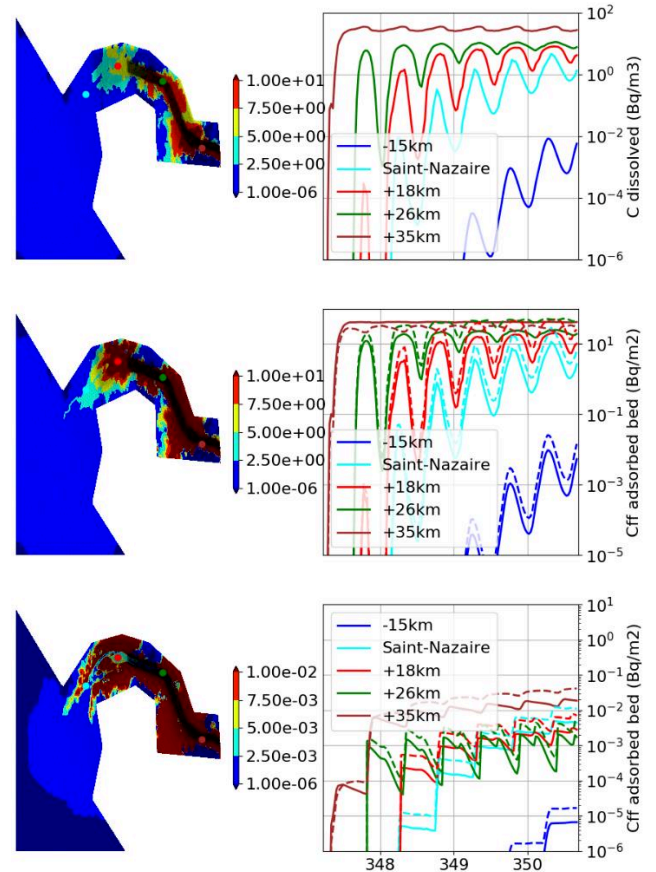 1.00e+01
7.50e+00
5.00e+00
2.50e+00
1.00e-06
-15km
Saint-Nazaire
+18km
+26km
+35km
10^2
10^0
10^-2
10^-4
10^-6
C dissolved (Bq/m3)
1.00e+01
7.50e+00
5.00e+00
2.50e+00
1.00e-06
-15km
Saint-Nazaire
+18km
+26km
+35km
10^1
10^-1
10^-3
10^-5
Cff adsorbed bed (Bq/m2)
1.00e-02
7.50e-03
5.00e-03
2.50e-03
1.00e-06
-15km
Saint-Nazaire
+18km
+26km
+35km
10^1
10^0
10^-1
10^-2
10^-3
10^-4
10^-5
10^-6
Cff adsorbed bed (Bq/m2)
348 349 350